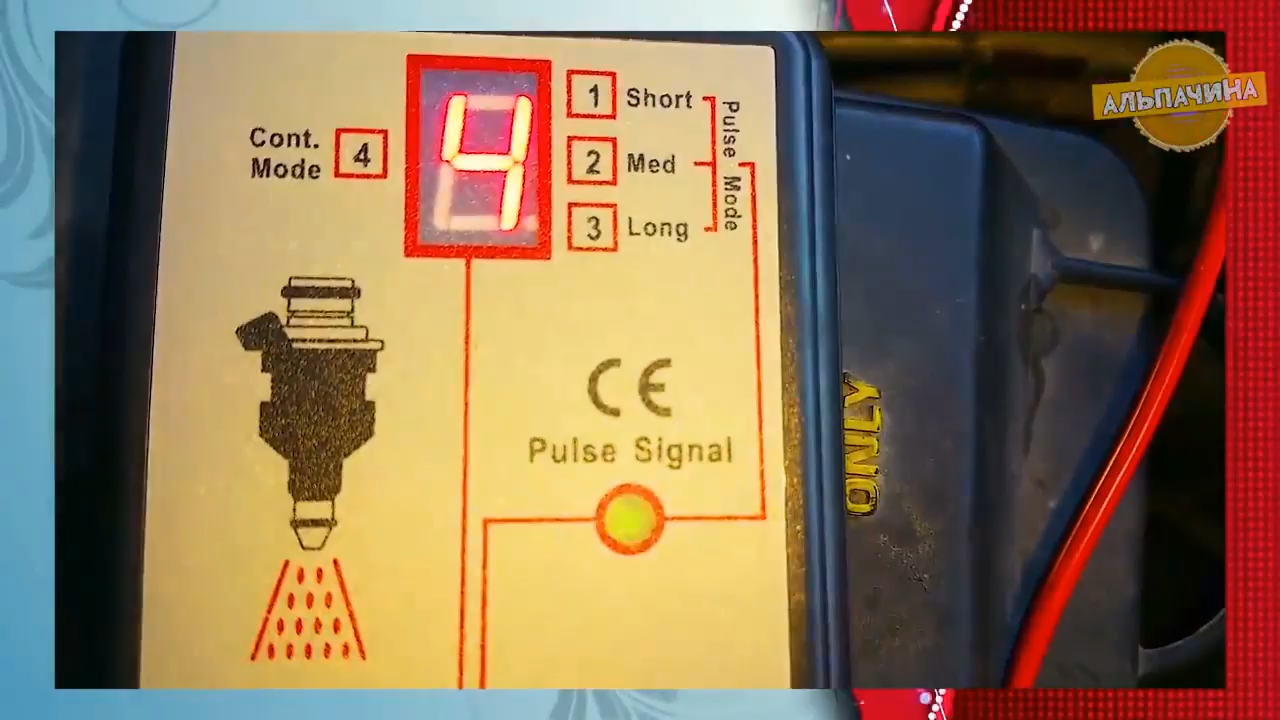 АЛЬПАЧИНА
4
Cont.
Mode
4
1 Short
2 Med
3 Long
Pulse Mode
CE
Pulse Signal
ONLY